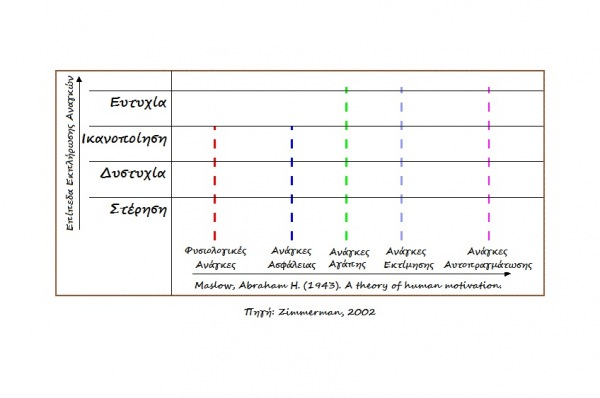 Επίπεδα Εκπλήρωσης Αναγκών
Ευτυχία
Ικανοποίηση
Δυστυχία
Στέρηση
Φυσιολογικές
Ανάγκες
Ανάγκες
Ασφάλειας
Ανάγκες
Αγάπης
Ανάγκες
Εκτίμησης
Ανάγκες
Αυτοπραγμάτωσης
Maslow, Abraham H. (1943). A theory of human motivation.
Πηγή: Zimmerman, 2002